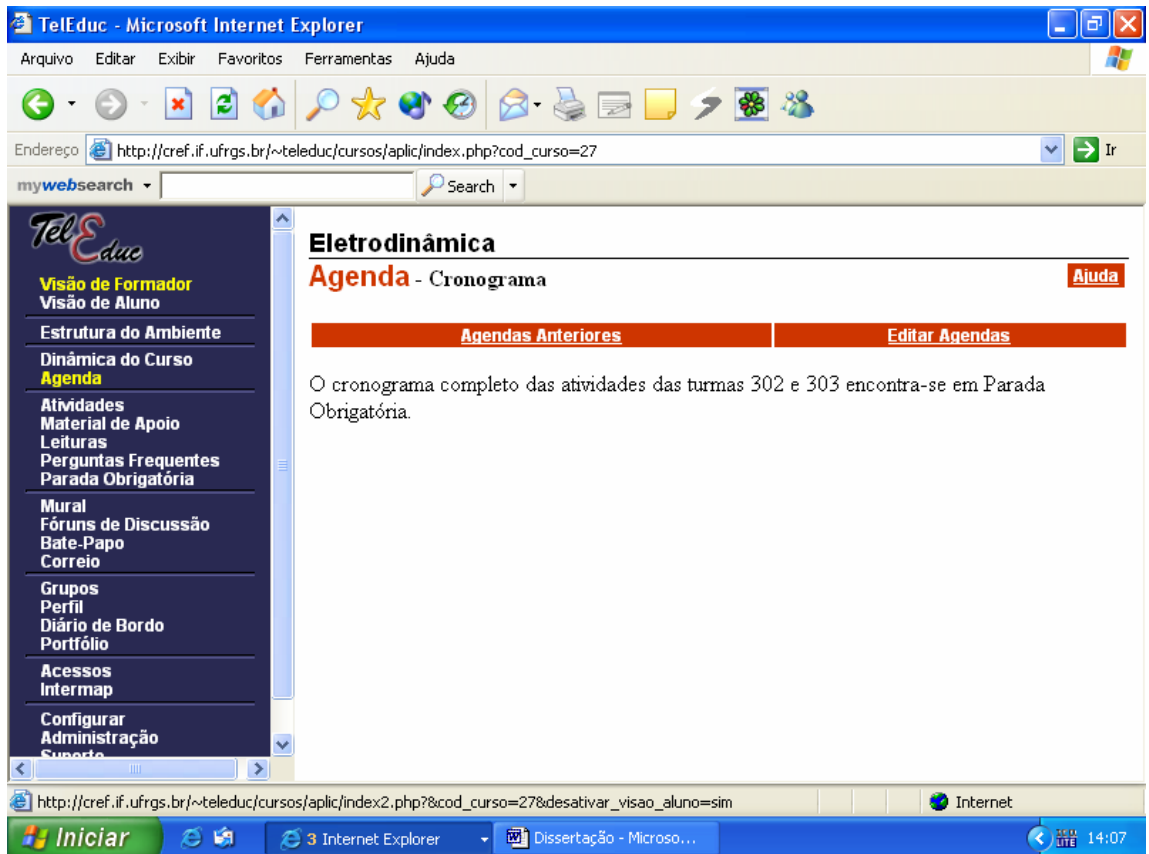 TelEduc - Microsoft Internet Explorer
Arquivo Editar Exibir Favoritos Ferramentas Ajuda
Endereço http://cref.if.ufrgs.br/~teleduc/cursos/aplic/index.php?cod_curso=27 Ir
mywebsearch Search
TelEduc
Visão de Formador
Visão de Aluno
Estrutura do Ambiente
Dinâmica do Curso
Agenda
Atividades
Material de Apoio
Leituras
Perguntas Frequentes
Parada Obrigatória
Mural
Fóruns de Discussão
Bate-Papo
Correio
Grupos
Perfil
Diário de Bordo
Portfólio
Acessos
Intermap
Configurar
Administração
Suporte
Eletrodinâmica
Agenda - Cronograma
Ajuda
Agendas Anteriores Editar Agendas
O cronograma completo das atividades das turmas 302 e 303 encontra-se em Parada
Obrigatória.
http://cref.if.ufrgs.br/~teleduc/cursos/aplic/index2.php?&cod_curso=27&desativar_visao_aluno=sim Internet
Iniciar 3 Internet Explorer Dissertação - Microso... LITE 14:07